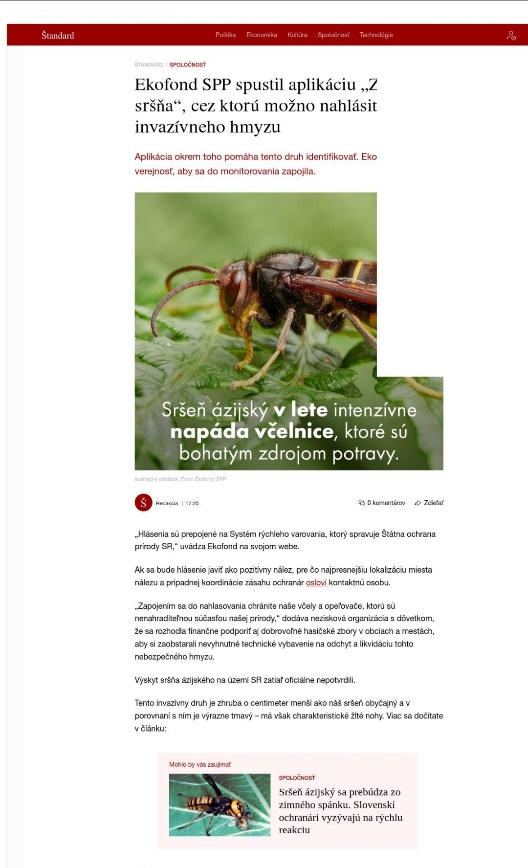 Štandard
Politika Ekonomika Kultúra Spoločnosť Technológie
ŠTANDARD > SPOLOČNOSŤ
Ekofond SPP spustil aplikáciu „Z
sršňa“, cez ktorú možno nahlásit
invazívneho hmyzu
Aplikácia okrem toho pomáha tento druh identifikovať. Eko
verejnosť, aby sa do monitorovania zapojila.
Sršeň ázijský v lete intenzívne
napáda včelnice, ktoré sú
bohatým zdrojom potravy.
Ilustračný obrázok. Foto: Ekofond SPP
Š Redakcia | 17:25 0 komentárov Zdieľať
„Hlásenia sú prepojené na Systém rýchleho varovania, ktorý spravuje Štátna ochrana
prírody SR,“ uvádza Ekofond na svojom webe.
Ak sa bude hlásenie javiť ako pozitívny nález, pre čo najpresnejšiu lokalizáciu miesta
nálezu a prípadnej koordinácie zásahu ochranár osloví kontaktnú osobu.
„Zapojením sa do nahlasovania chránite naše včely a opeľovače, ktorú sú
nenahraditeľnou súčasťou našej prírody,“ dodáva nezisková organizácia s dôvetkom,
že sa rozhodla finančne podporiť aj dobrovoľné hasičské zbory v obciach a mestách,
aby si zaobstarali nevyhnutné technické vybavenie na odchyt a likvidáciu tohto
nebezpečného hmyzu.
Výskyt sršňa ázijského na území SR zatiaľ oficiálne nepotvrdili.
Tento invazívny druh je zhruba o centimeter menší ako náš sršeň obyčajný a v
porovnaní s ním je výrazne tmavý – má však charakteristické žlté nohy. Viac sa dočítate
v článku:
Mohlo by vás zaujímať
SPOLOČNOSŤ
Sršeň ázijský sa prebúdza zo
zimného spánku. Slovenskí
ochranári vyzývajú na rýchlu
reakciu